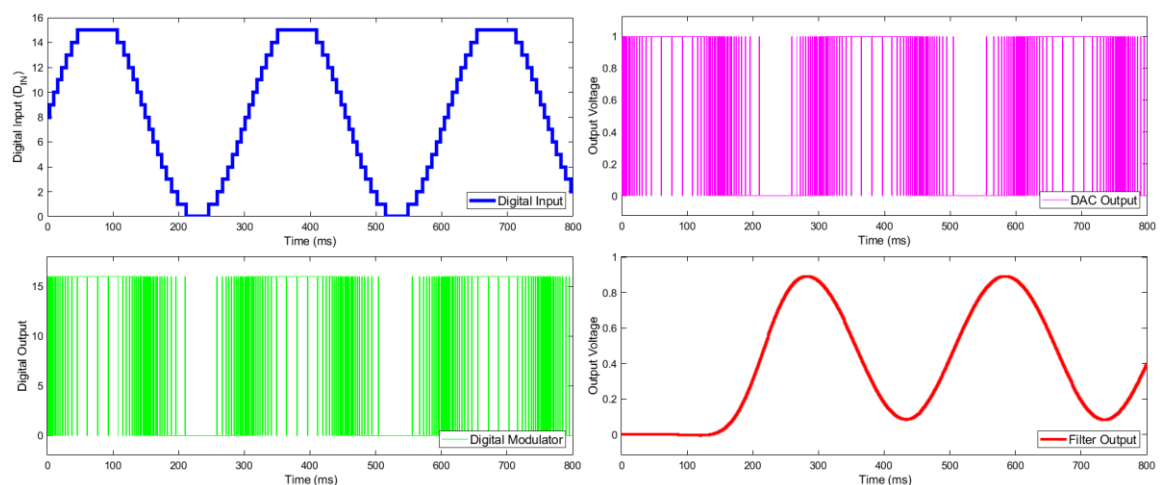 16
14
12
10
8
6
4
2
0
Digital Input (D_IN)
0 100 200 300 400 500 600 700 800
Time (ms)
Digital Input
1
0.8
0.6
0.4
0.2
0
Output Voltage
0 100 200 300 400 500 600 700 800
Time (ms)
DAC Output
15
10
5
0
Digital Output
0 100 200 300 400 500 600 700 800
Time (ms)
Digital Modulator
1
0.8
0.6
0.4
0.2
0
Output Voltage
0 100 200 300 400 500 600 700 800
Time (ms)
Filter Output